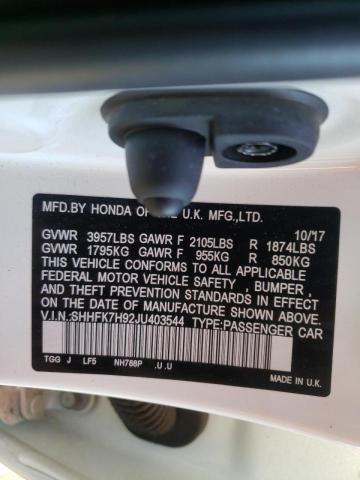 MFD.BY HONDA OF THE U.K. MFG.,LTD. 10/17
GVWR 3957LBS GAWR F 2105LBS R 1874LBS
GVWR 1795KG GAWR F 955KG R 850KG
THIS VEHICLE CONFORMS TO ALL APPLICABLE
FEDERAL MOTOR VEHICLE SAFETY , BUMPER ,
AND THEFT PREVENTION STANDARDS IN EFFECT
ON THE DATE OF MANUFACTURE SHOWN ABOVE.
V.I.N.:SHHFK7H92JU403544 TYPE:PASSENGER CAR
TGG J LF5 NH788P .U .U MADE IN U.K.